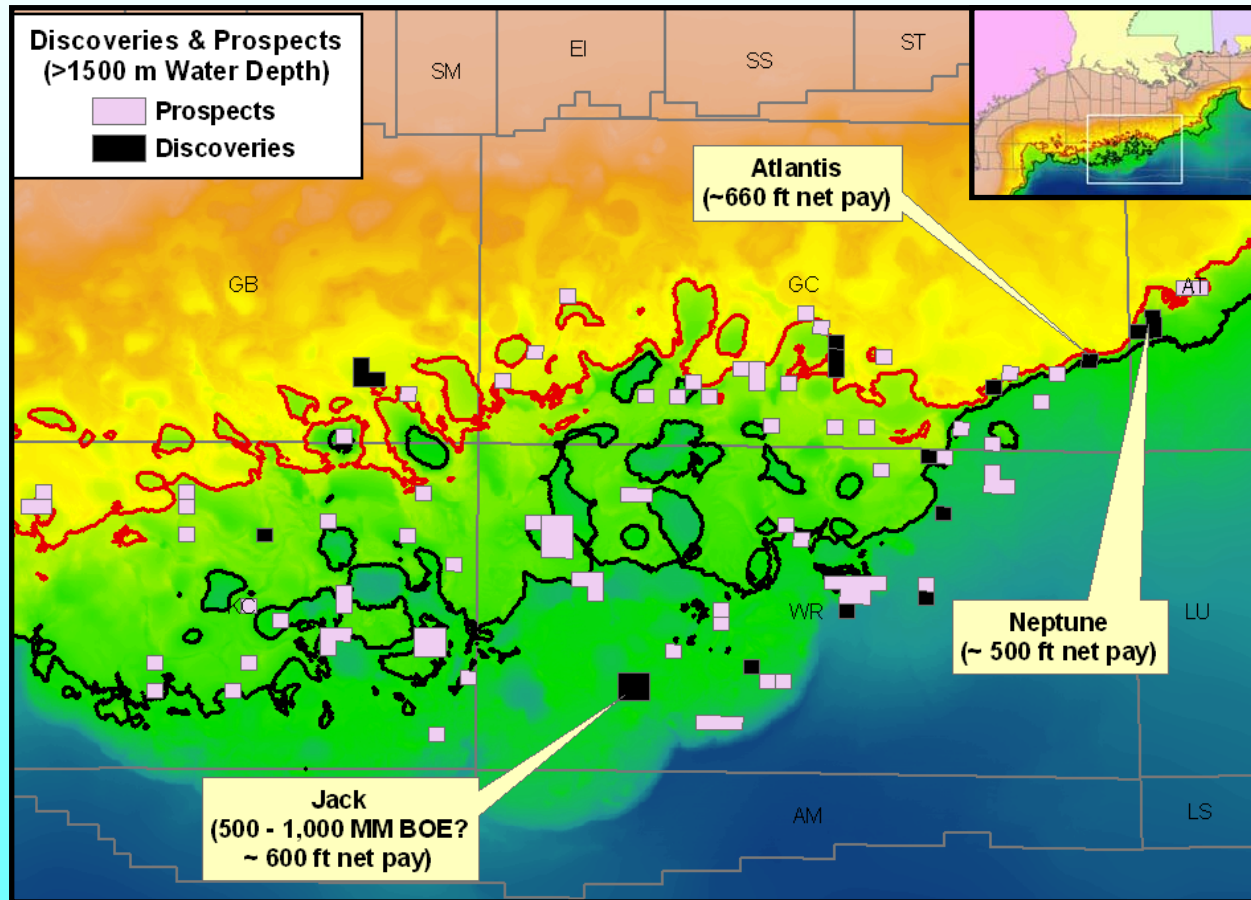 Discoveries & Prospects
(>1500 m Water Depth)
Prospects
Discoveries
SM
EI
SS
ST
Atlantis
(~660 ft net pay)
GB
GC
AT
KC
WR
LU
Neptune
(~ 500 ft net pay)
Jack
(500 - 1,000 MM BOE?
~ 600 ft net pay)
AM
LS